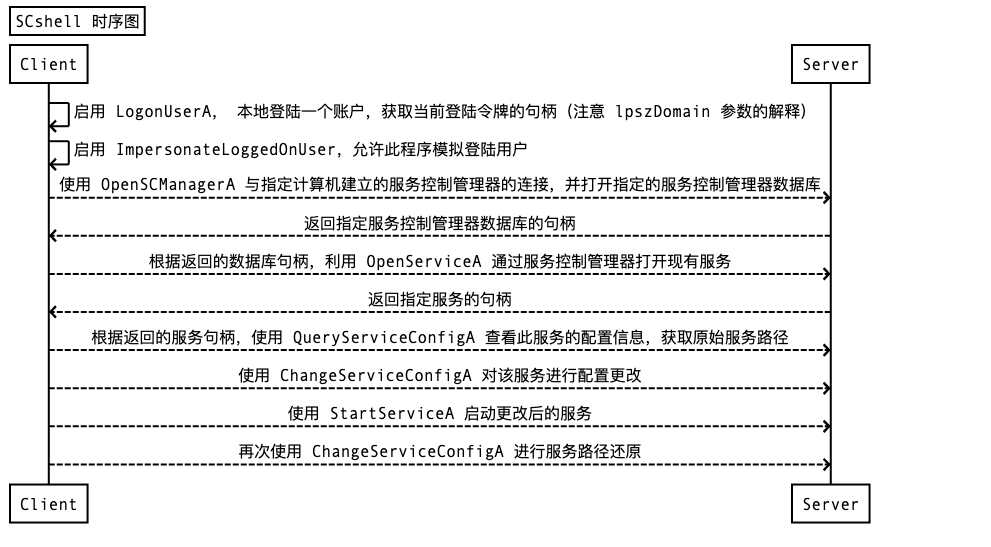 SCshell 时序图
Client
Server
启用 LogonUserA， 本地登陆一个账户，获取当前登陆令牌的句柄（注意 lpszDomain 参数的解释）
启用 ImpersonateLoggedOnUser，允许此程序模拟登陆用户
使用 OpenSCManagerA 与指定计算机建立的服务控制管理器的连接，并打开指定的服务控制管理器数据库
返回指定服务控制管理器数据库的句柄
根据返回的数据库句柄，利用 OpenServiceA 通过服务控制管理器打开现有服务
返回指定服务的句柄
根据返回的服务句柄，使用 QueryServiceConfigA 查看此服务的配置信息，获取原始服务路径
使用 ChangeServiceConfigA 对该服务进行配置更改
使用 StartServiceA 启动更改后的服务
再次使用 ChangeServiceConfigA 进行服务路径还原
Client
Server